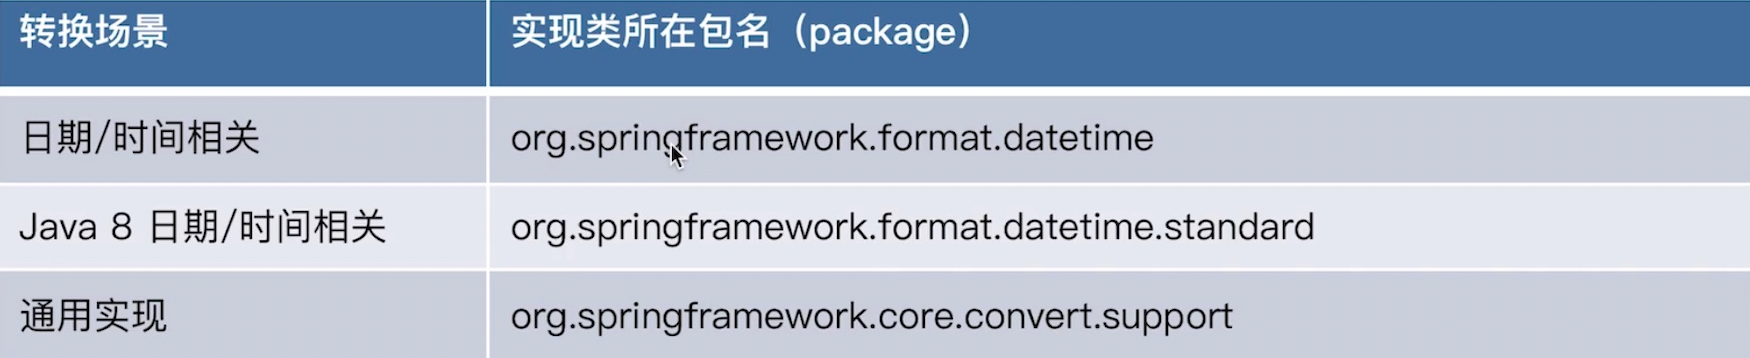 转换场景 实现类所在包名（package）
日期/时间相关 org.springframework.format.datetime
Java 8 日期/时间相关 org.springframework.format.datetime.standard
通用实现 org.springframework.core.convert.support